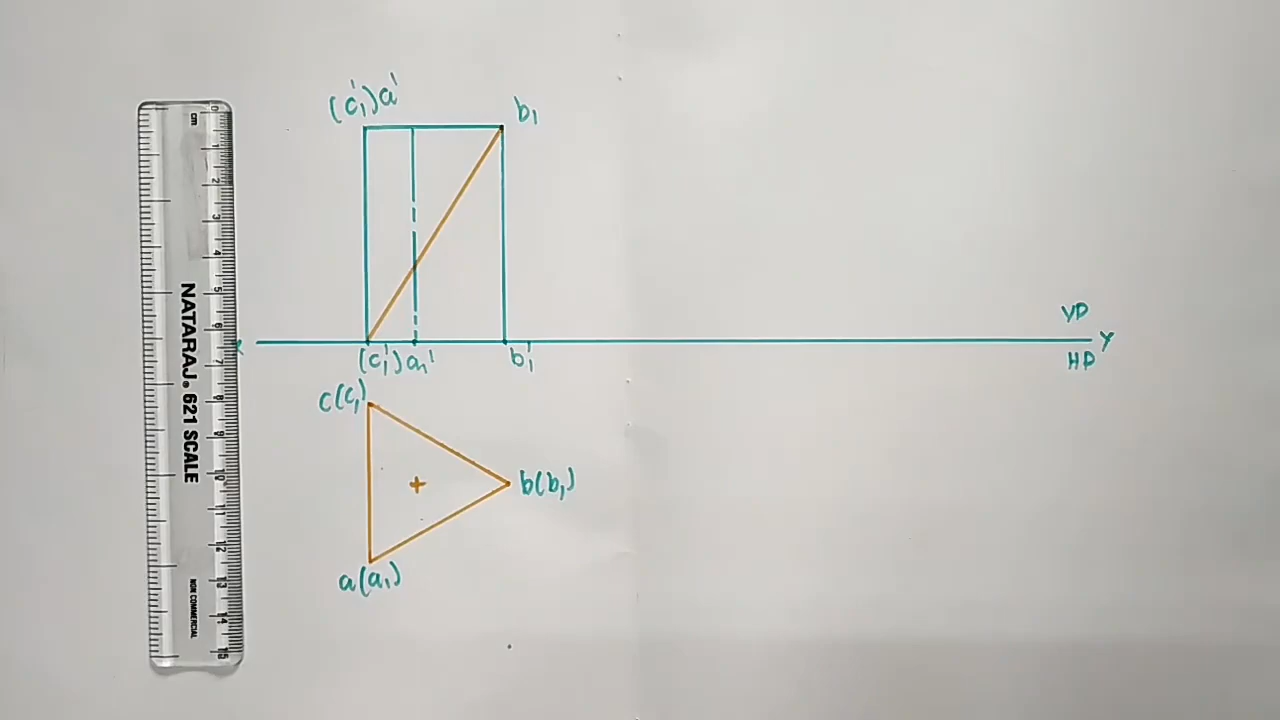 (c₁')a'
b₁
0
cm
1
2
3
4
5
6
7
8
9
10
11
12
13
14
15
NATARAJ. 621 SCALE
NON COMMERCIAL
VP
X
Y
HP
(c₁')a₁'
b₁'
c(c₁)
b(b₁)
a(a₁)